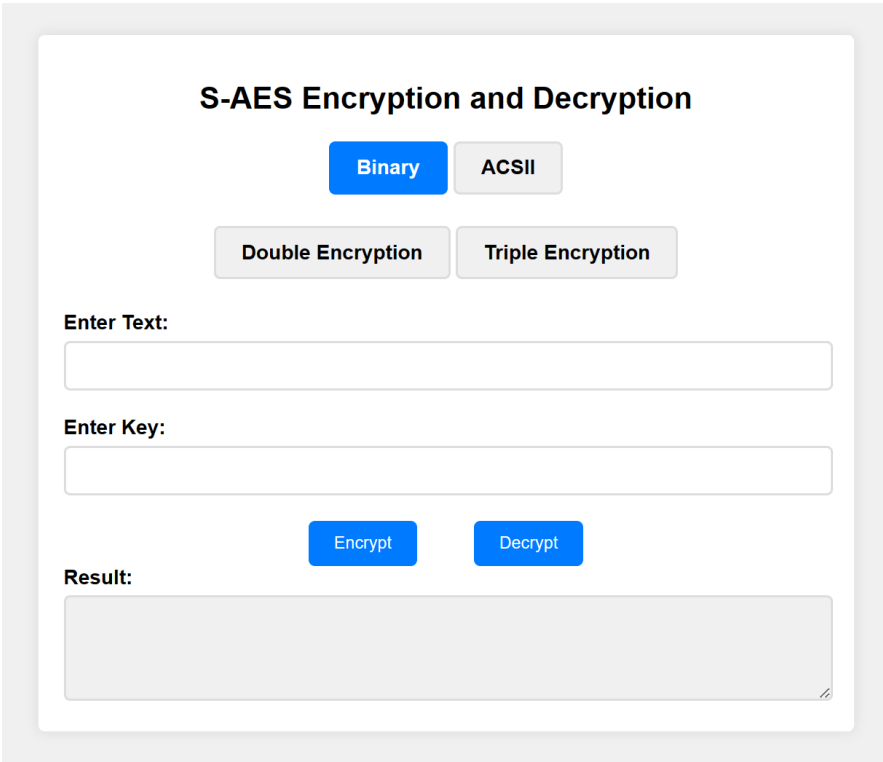 S-AES Encryption and Decryption
Binary ACSII
Double Encryption Triple Encryption
Enter Text:
Enter Key:
Encrypt Decrypt
Result: